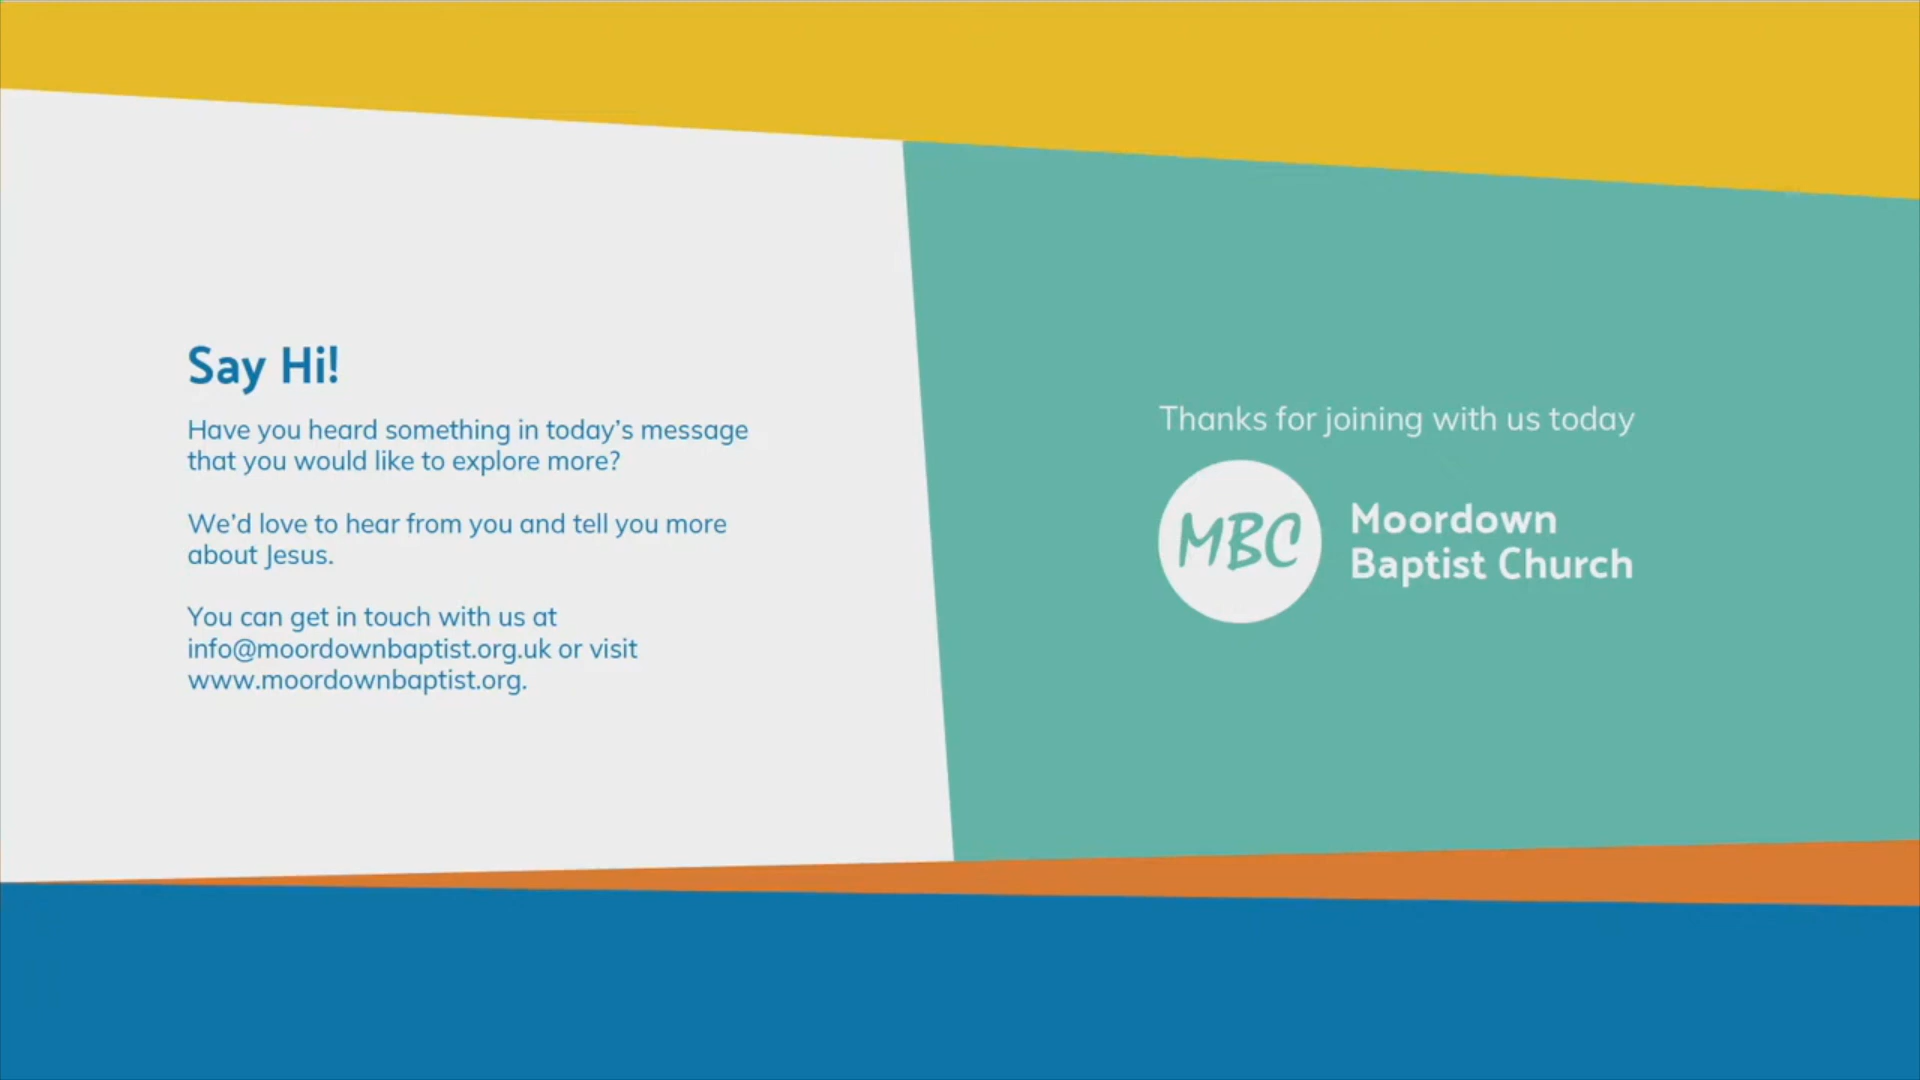 Say Hi!
Have you heard something in today's message
that you would like to explore more?
We'd love to hear from you and tell you more
about Jesus.
You can get in touch with us at
info@moordownbaptist.org.uk or visit
www.moordownbaptist.org.
Thanks for joining with us today
MBC
Moordown
Baptist Church